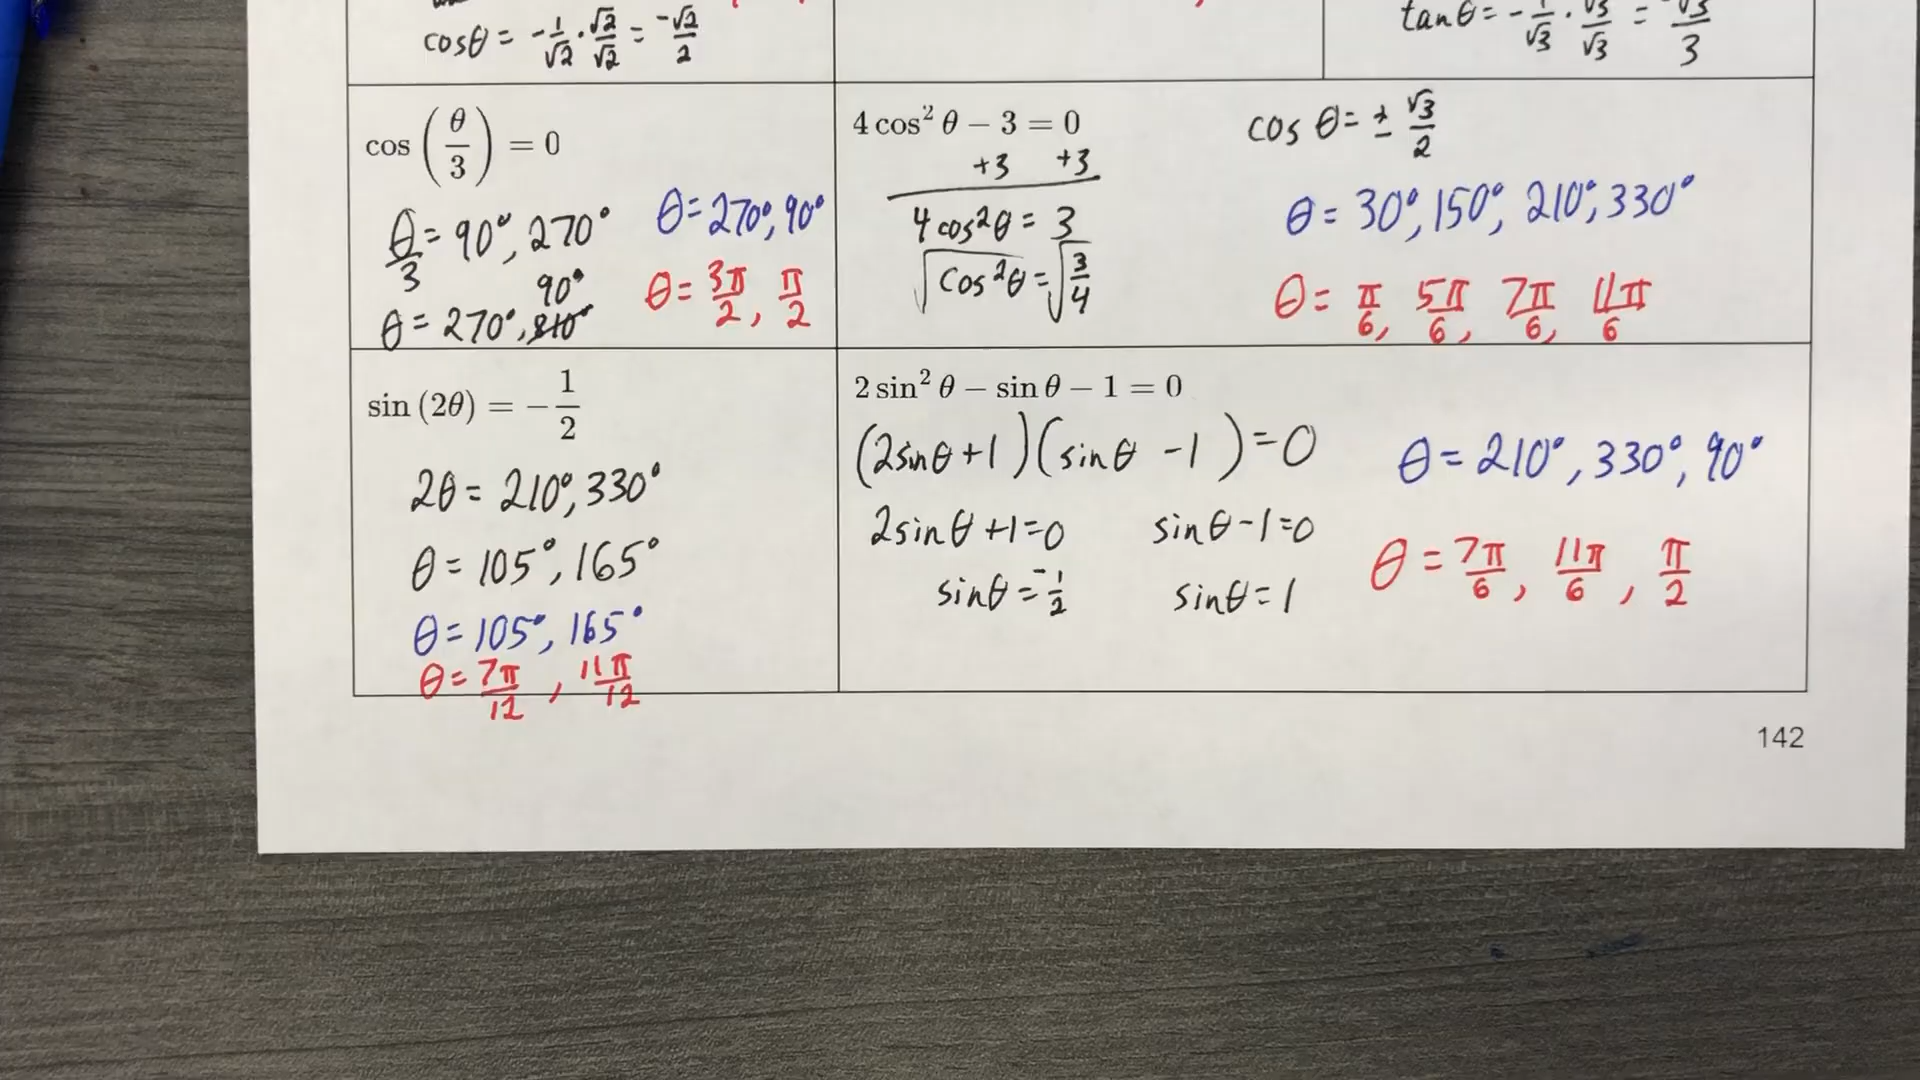 cosθ = -1/√2 · √2/√2 = -√2/2
tanθ = -1/√3 · √3/√3 = -√3/3
cos(θ/3) = 0
θ/3 = 90°, 270°
90°
θ = 270°, 810°
θ = 270°, 90°
θ = 3π/2, π/2
4 cos² θ − 3 = 0
+3 +3
4cos²θ = 3
√cos²θ = √3/4
cos θ = ± √3/2
θ = 30°, 150°, 210°, 330°
θ = π/6, 5π/6, 7π/6, 11π/6
sin (2θ) = −1/2
2θ = 210°, 330°
θ = 105°, 165°
θ = 105°, 165°
θ = 7π/12, 11π/12
2 sin² θ − sin θ − 1 = 0
(2sinθ+1)(sinθ -1)=0
2sinθ+1=0 sinθ-1=0
sinθ = -1/2 sinθ = 1
θ = 210°, 330°, 90°
θ = 7π/6, 11π/6, π/2
142